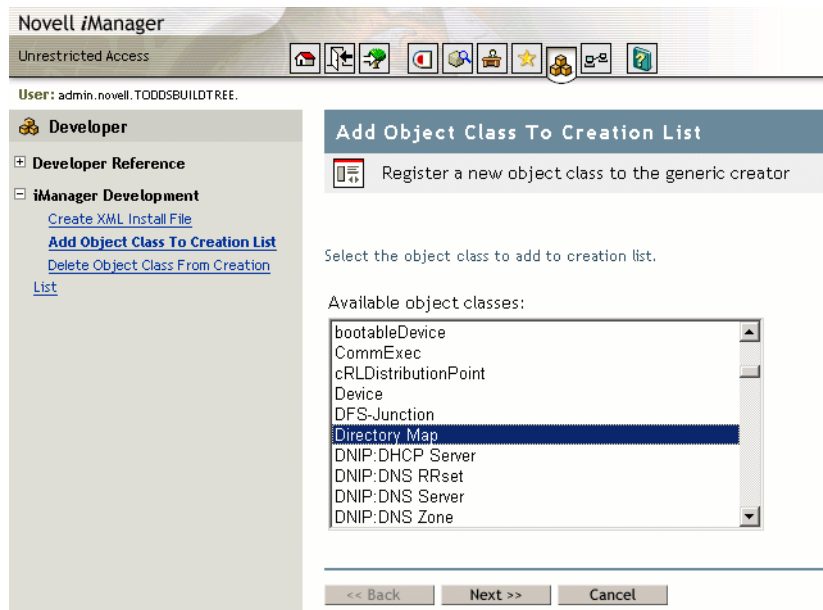 Novell iManager
Unrestricted Access
User: admin.novell.TODDSBUILDTREE.
Developer
Developer Reference
iManager Development
Create XML Install File
Add Object Class To Creation List
Delete Object Class From Creation
List
Add Object Class To Creation List
Register a new object class to the generic creator
Select the object class to add to creation list.
Available object classes:
bootableDevice
CommExec
cRLDistributionPoint
Device
DFS-Junction
Directory Map
DNIP:DHCP Server
DNIP:DNS RRset
DNIP:DNS Server
DNIP:DNS Zone
<< Back
Next >>
Cancel